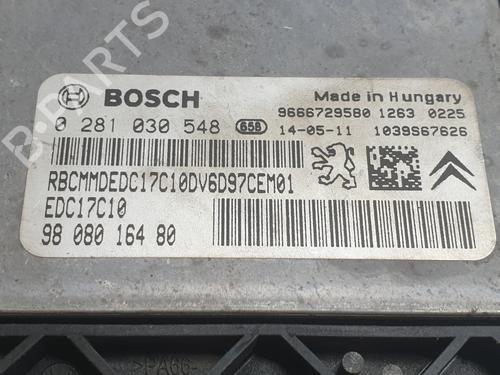 BOSCH
Made in Hungary
9666729580 1263 0225
0 281 030 548 658 14-05-11 1039S67626
RBCMMDEDC17C10DV6D97CEM01
EDC17C10
98 080 164 80
B-PARTS
>PA66-